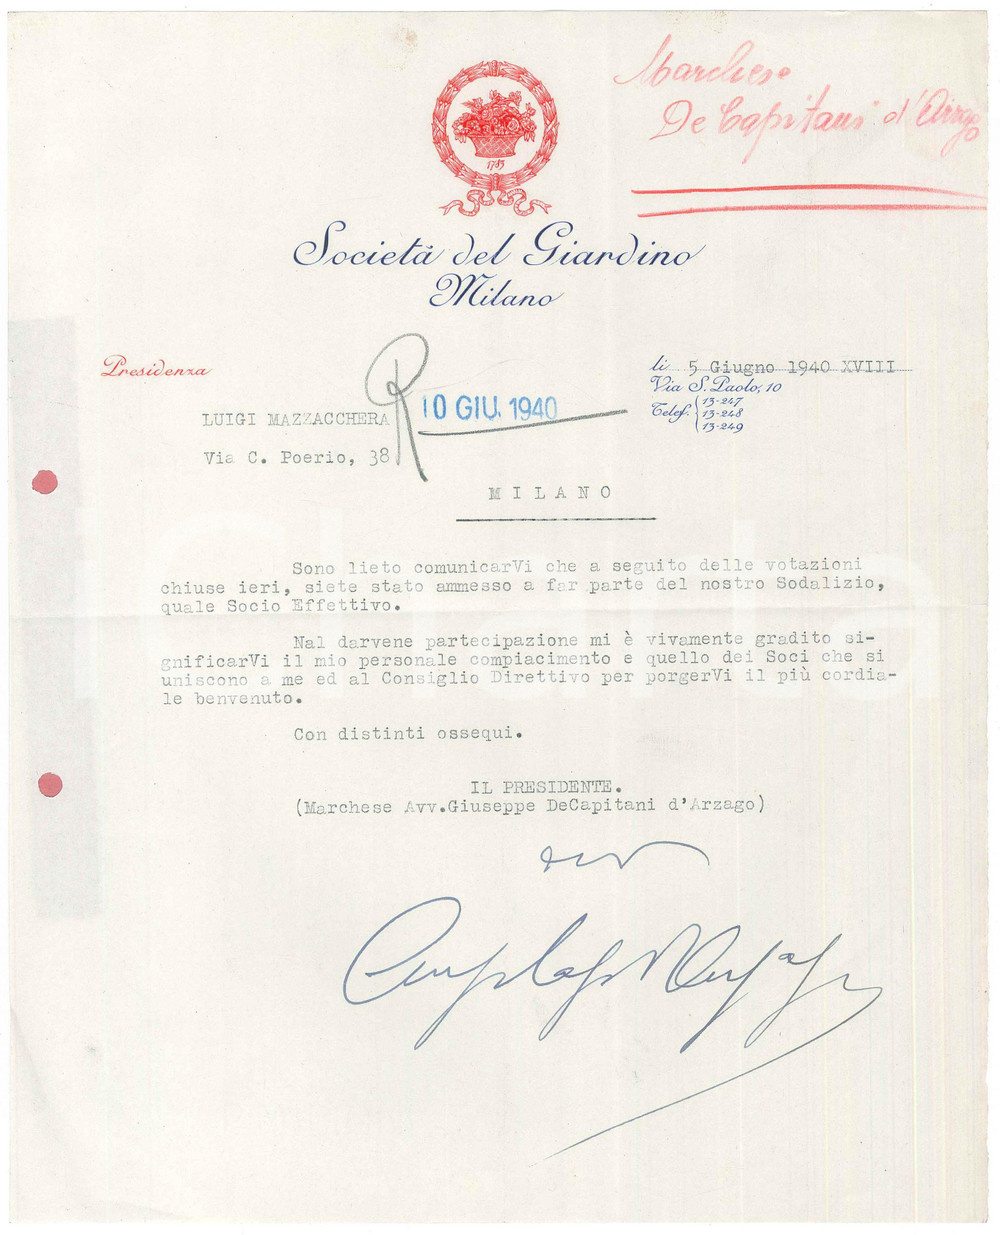 Marchese
De Capitani d'Arzago
1783
Società del Giardino
Milano
Presidenza
li 5 Giugno 1940 XVIII
Via S. Paolo, 10
Telef. 13-247
13-248
13-249
R
10 GIU. 1940
LUIGI MAZZACCHERA
Via C. Poerio, 38
MILANO
Sono lieto comunicarVi che a seguito delle votazioni
chiuse ieri, siete stato ammesso a far parte del nostro Sodalizio,
quale Socio Effettivo.
Nal darvene partecipazione mi è vivamente gradito si-
gnificarVi il mio personale compiacimento e quello dei Soci che si
uniscono a me ed al Consiglio Direttivo per porgerVi il più cordia-
le benvenuto.
Con distinti ossequi.
IL PRESIDENTE.
(Marchese Avv.Giuseppe DeCapitani d'Arzago)